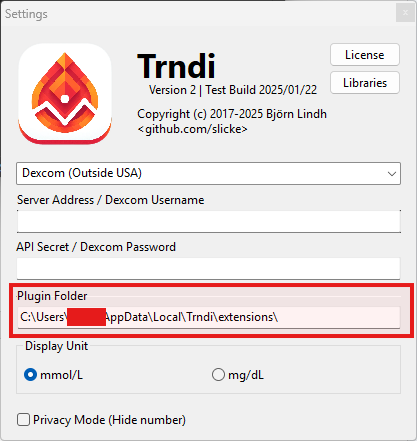 Settings
x
License
Trndi
Libraries
Version 2 | Test Build 2025/01/22
Copyright (c) 2017-2025 Björn Lindh
<github.com/slicke>
Dexcom (Outside USA)
Server Address / Dexcom Username
API Secret / Dexcom Password
Plugin Folder
C:\Users\ AppData\Local\Trndi\extensions\
Display Unit
mmol/L mg/dL
Privacy Mode (Hide number)